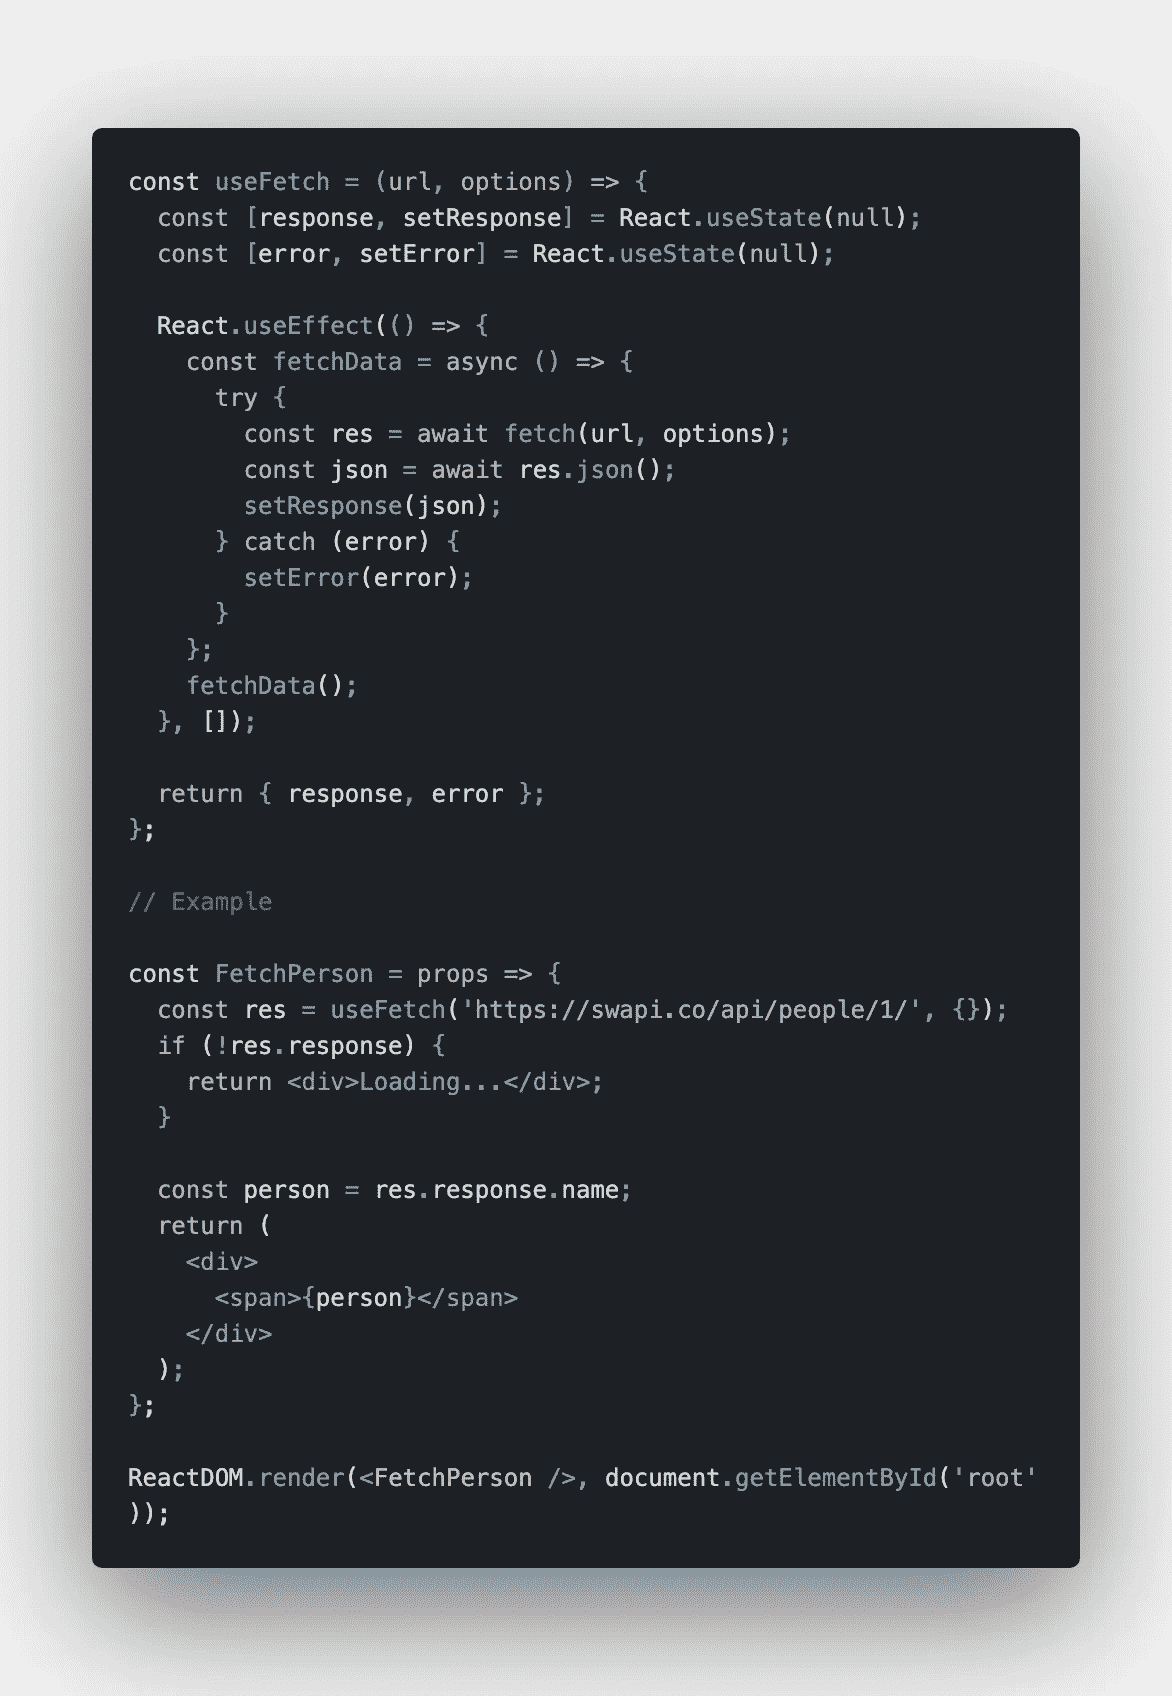 const useFetch = (url, options) => {
  const [response, setResponse] = React.useState(null);
  const [error, setError] = React.useState(null);

  React.useEffect(() => {
    const fetchData = async () => {
      try {
        const res = await fetch(url, options);
        const json = await res.json();
        setResponse(json);
      } catch (error) {
        setError(error);
      }
    };
    fetchData();
  }, []);

  return { response, error };
};

// Example

const FetchPerson = props => {
  const res = useFetch('https://swapi.co/api/people/1/', {});
  if (!res.response) {
    return <div>Loading...</div>;
  }

  const person = res.response.name;
  return (
    <div>
      <span>{person}</span>
    </div>
  );
};

ReactDOM.render(<FetchPerson />, document.getElementById('root'
));